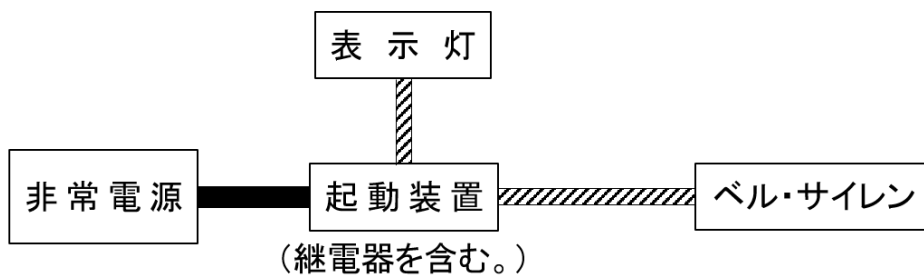 表示灯
非常電源
起動装置
ベル・サイレン
(継電器を含む。)